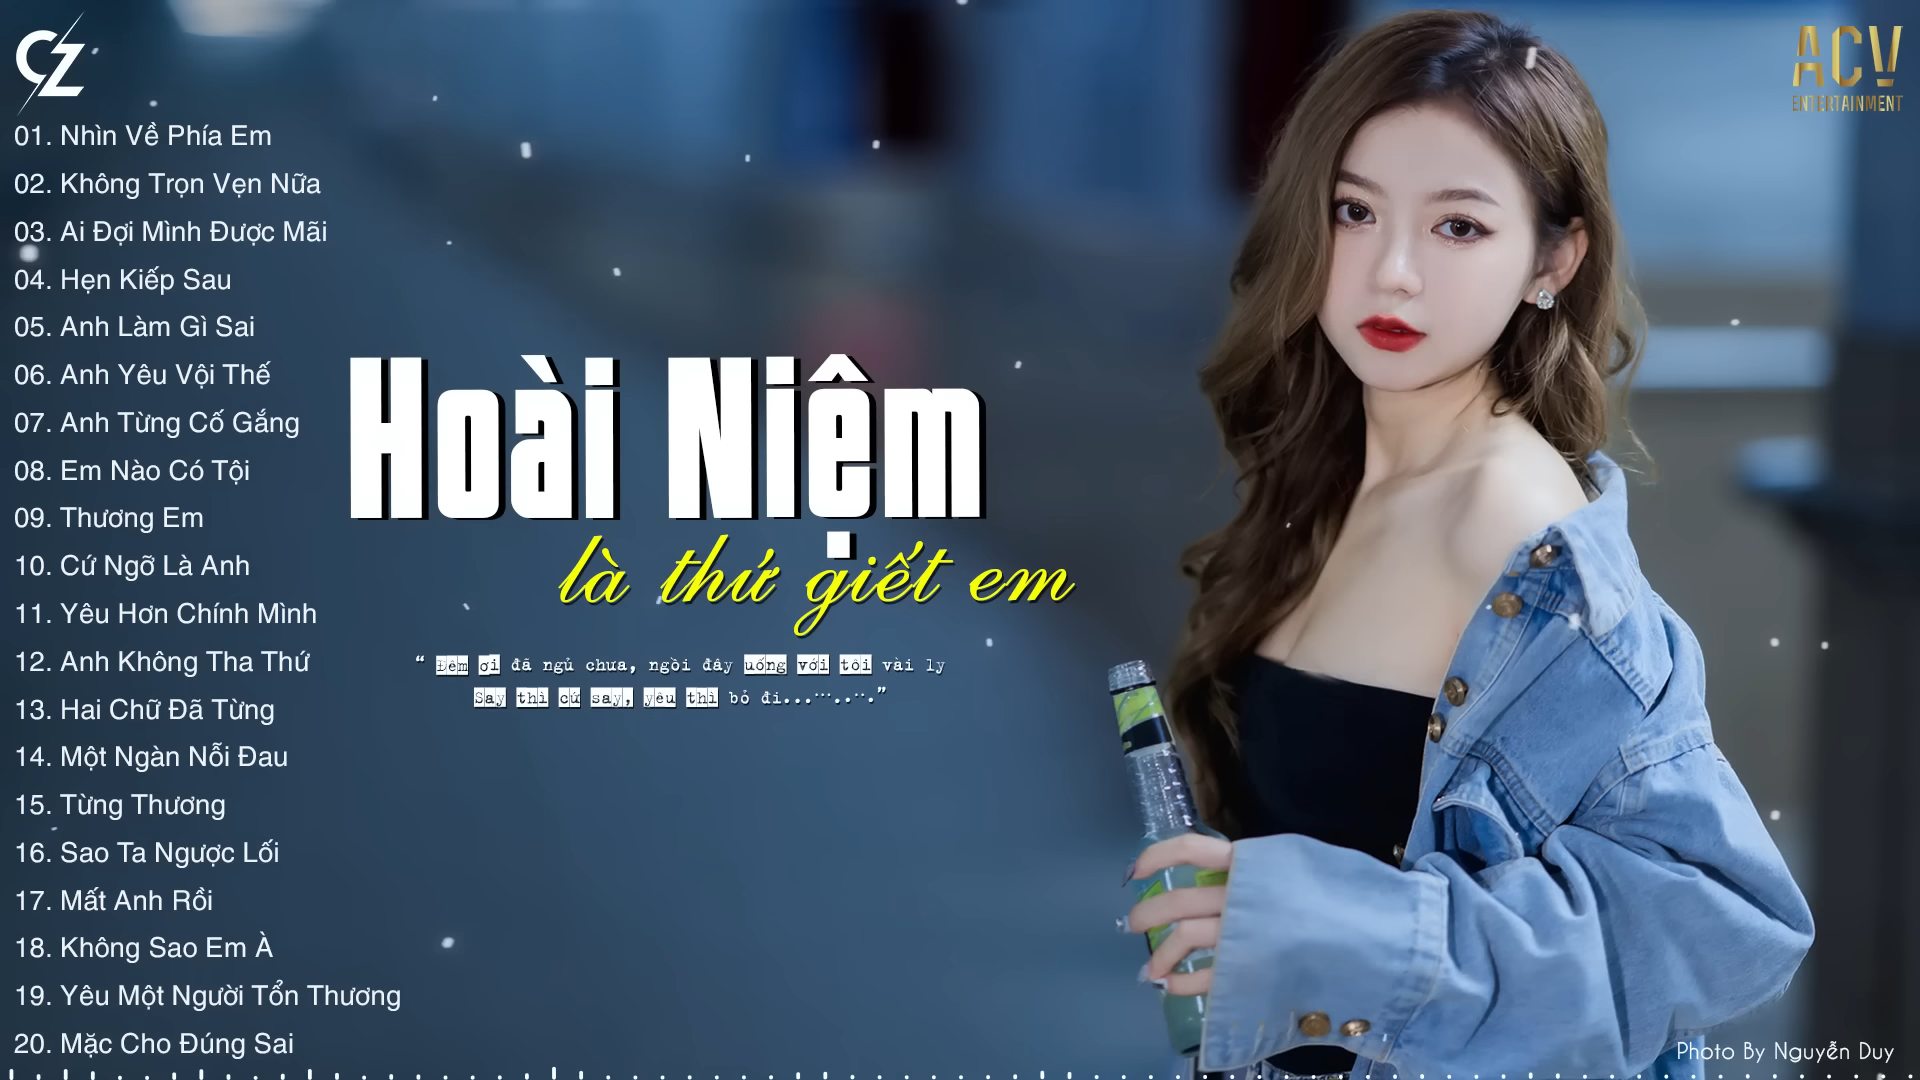 CZ
ACV
ENTERTAINMENT
01. Nhìn Về Phía Em
02. Không Trọn Vẹn Nữa
03. Ai Đợi Mình Được Mãi
04. Hẹn Kiếp Sau
05. Anh Làm Gì Sai
06. Anh Yêu Vội Thế
07. Anh Từng Cố Gắng
08. Em Nào Có Tội
09. Thương Em
10. Cứ Ngỡ Là Anh
11. Yêu Hơn Chính Mình
12. Anh Không Tha Thứ
13. Hai Chữ Đã Từng
14. Một Ngàn Nỗi Đau
15. Từng Thương
16. Sao Ta Ngược Lối
17. Mất Anh Rồi
18. Không Sao Em À
19. Yêu Một Người Tổn Thương
20. Mặc Cho Đúng Sai
Hoài Niệm
là thứ giết em
“ Đêm ơi đã ngủ chưa, ngồi đây uống với tôi vài ly
Say thì cứ say, yêu thì bỏ đi...…..….”
Photo By Nguyễn Duy